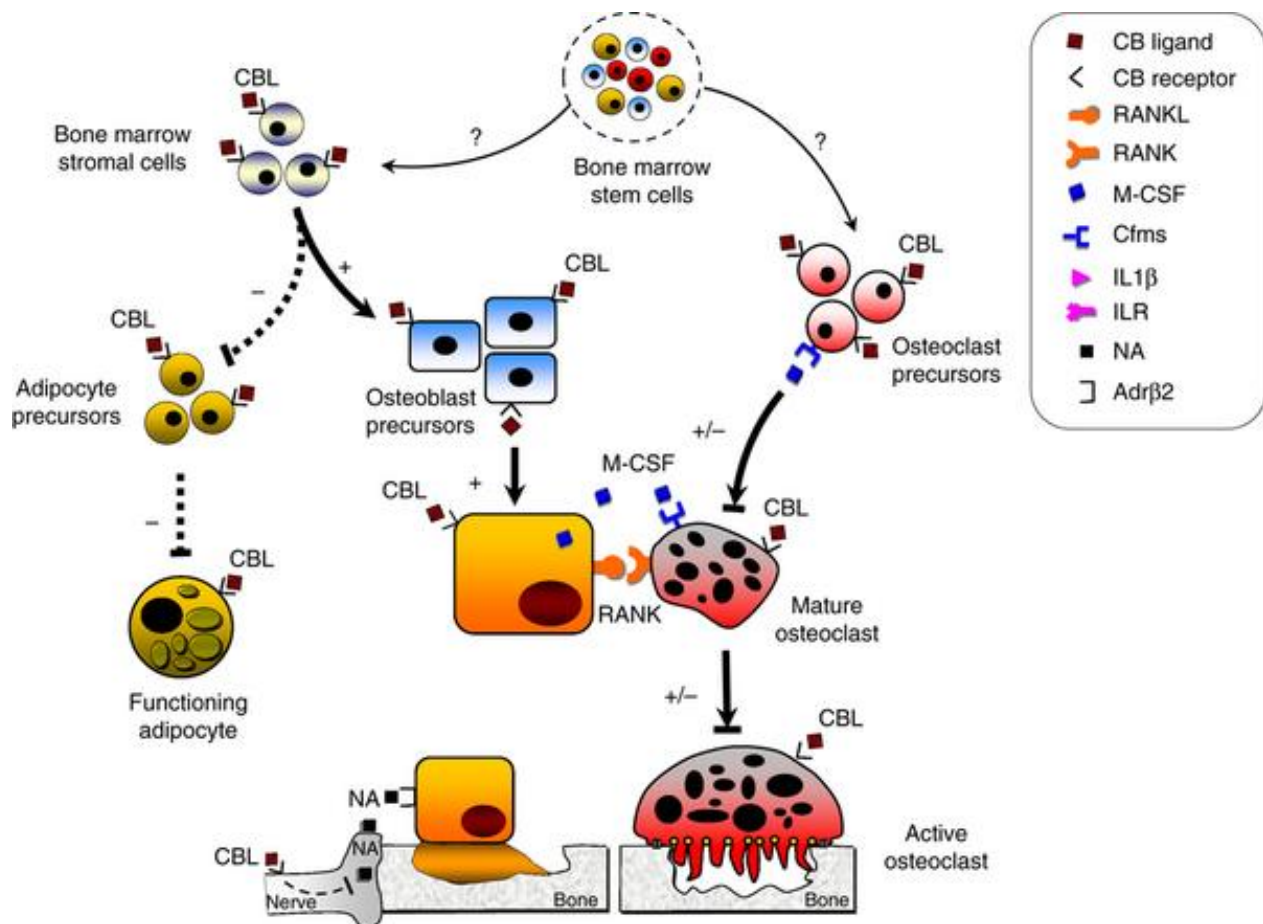 CBL
Bone marrow
stromal cells
?
Bone marrow
stem cells
?
CB ligand
CB receptor
RANKL
RANK
M-CSF
Cfms
IL1β
ILR
NA
Adrβ2
CBL
Osteoclast
precursors
+
–
CBL
Adipocyte
precursors
CBL
Osteoblast
precursors
+/–
–
+
CBL
M-CSF
CBL
RANK
Mature
osteoclast
CBL
Functioning
adipocyte
+/–
CBL
NA
NA
CBL
Nerve
Bone
Bone
Active
osteoclast